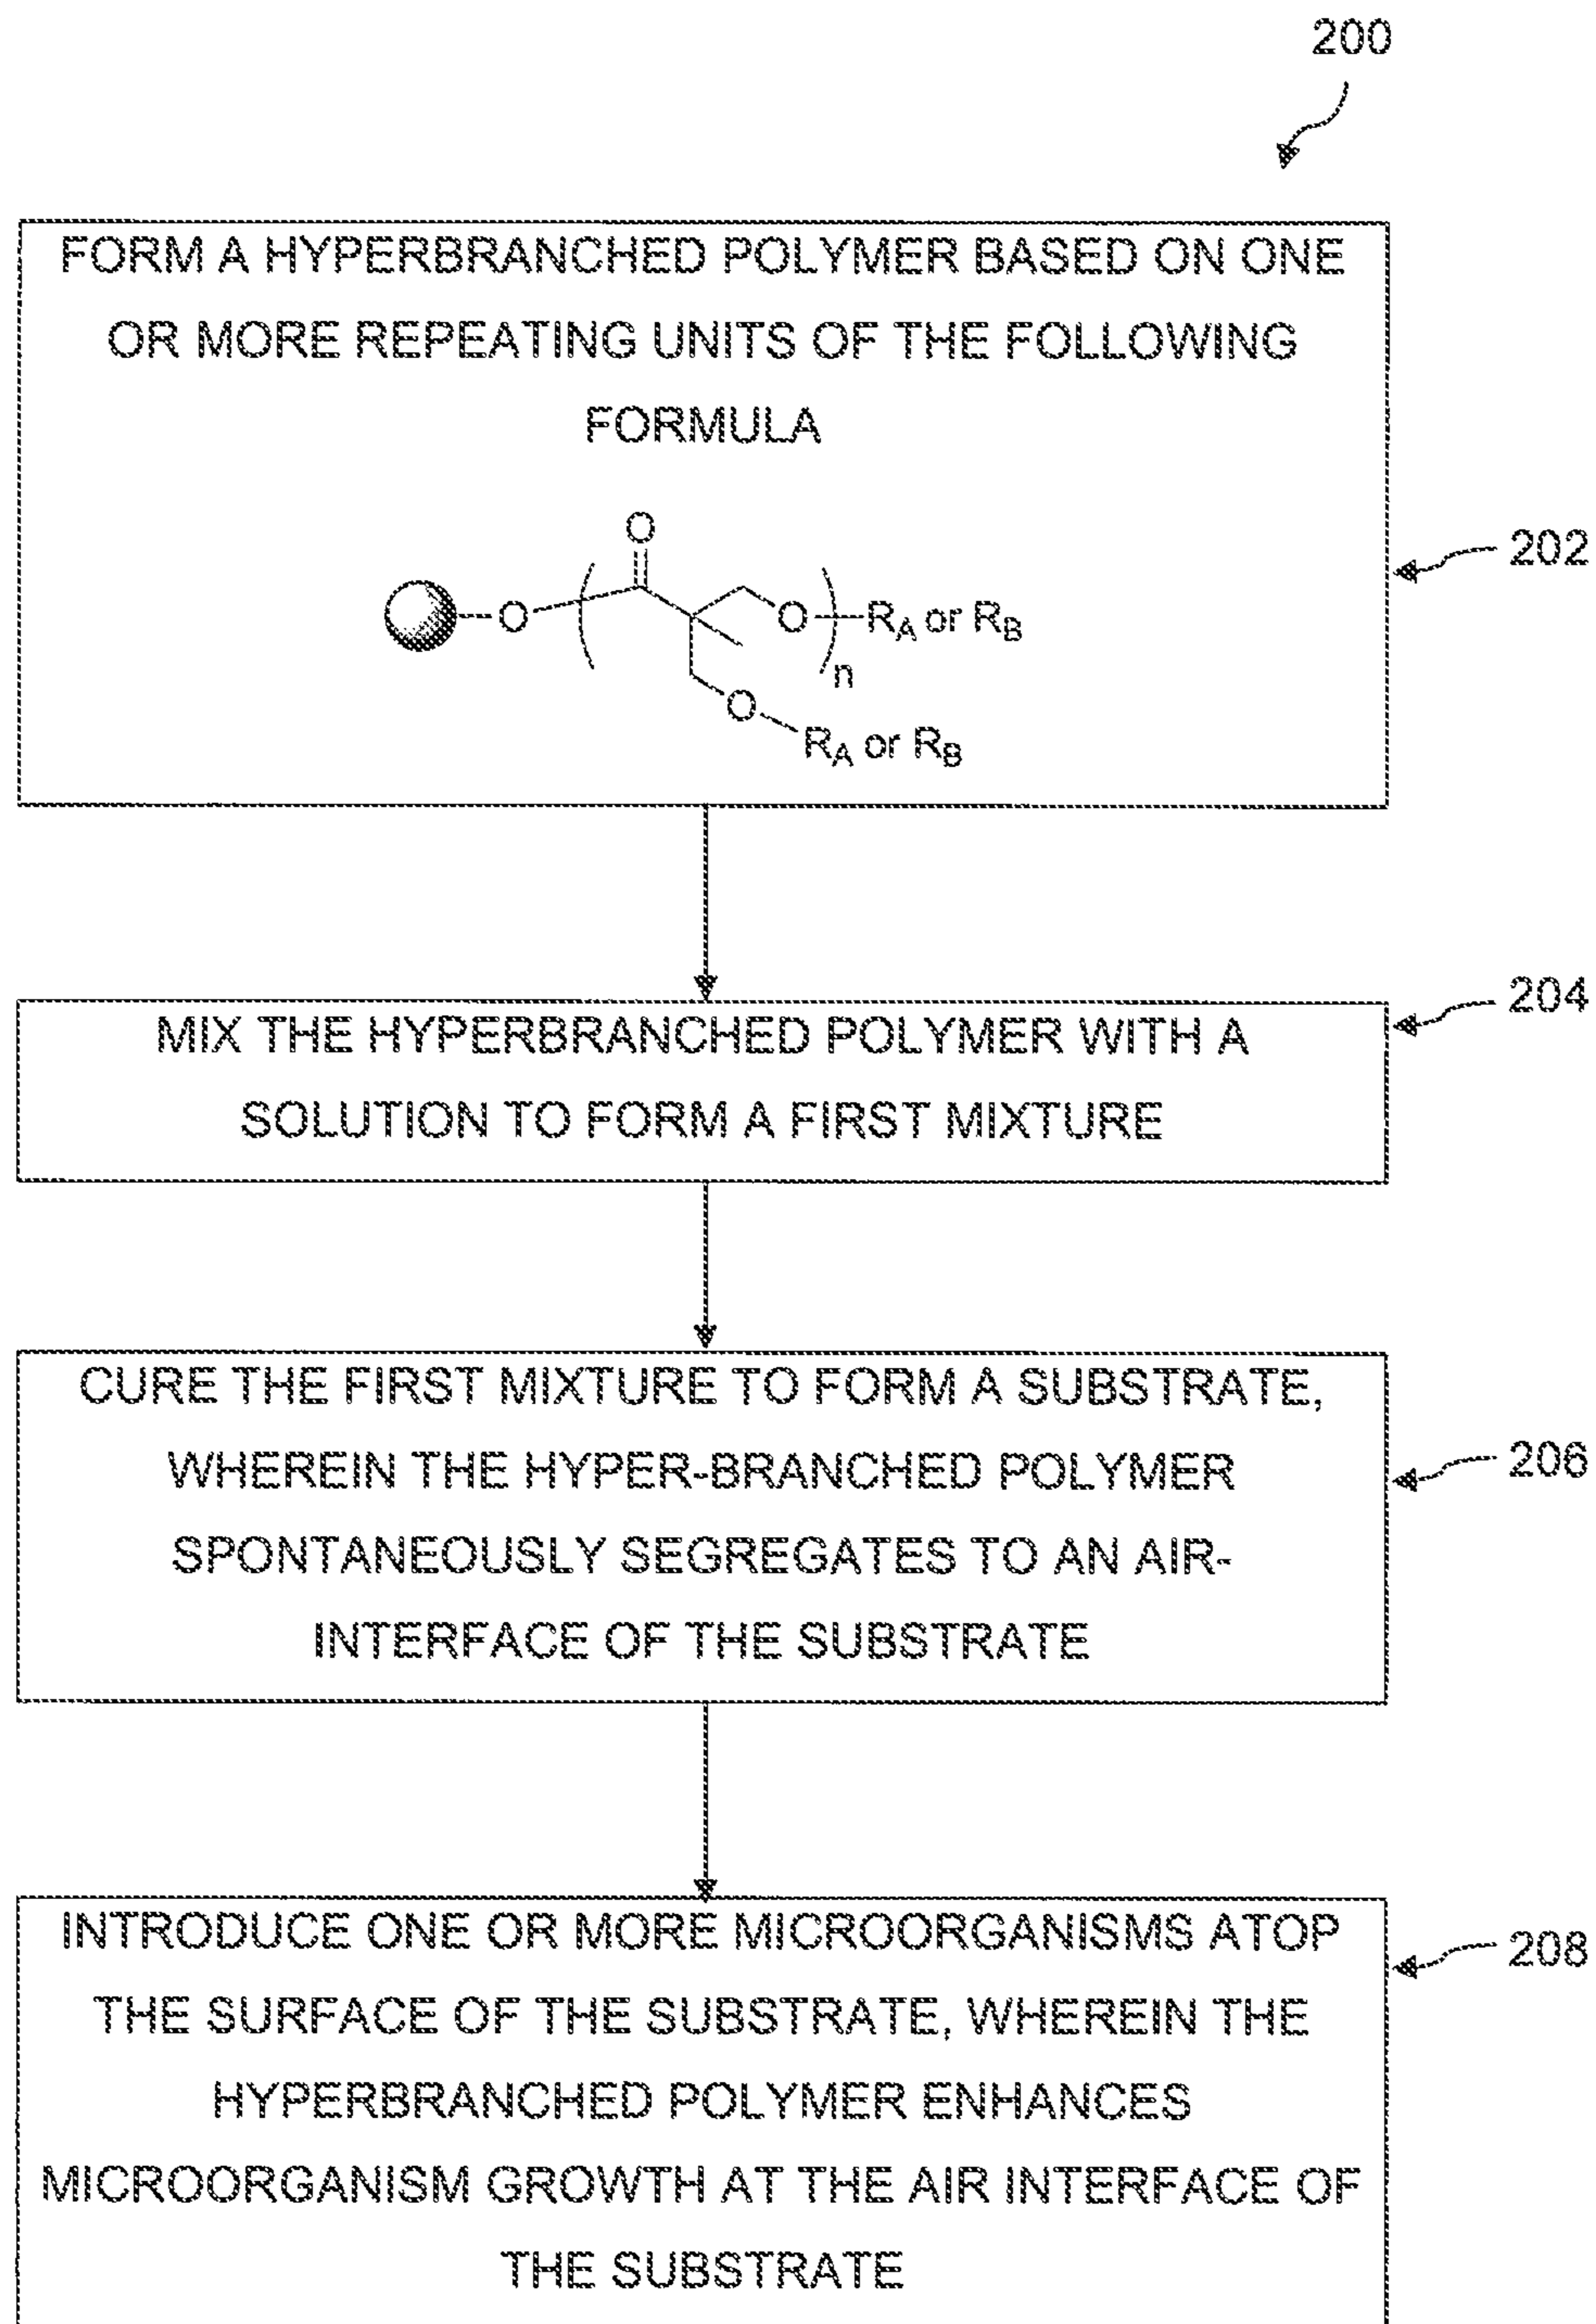 200
FORM A HYPERBRANCHED POLYMER BASED ON ONE
OR MORE REPEATING UNITS OF THE FOLLOWING
FORMULA
202
O
O
O
RA or RB
n
O
RA or RB
204
MIX THE HYPERBRANCHED POLYMER WITH A
SOLUTION TO FORM A FIRST MIXTURE
CURE THE FIRST MIXTURE TO FORM A SUBSTRATE,
WHEREIN THE HYPER-BRANCHED POLYMER
206
SPONTANEOUSLY SEGREGATES TO AN AIR-
INTERFACE OF THE SUBSTRATE
INTRODUCE ONE OR MORE MICROORGANISMS ATOP
208
THE SURFACE OF THE SUBSTRATE, WHEREIN THE
HYPERBRANCHED POLYMER ENHANCES
MICROORGANISM GROWTH AT THE AIR INTERFACE OF
THE SUBSTRATE